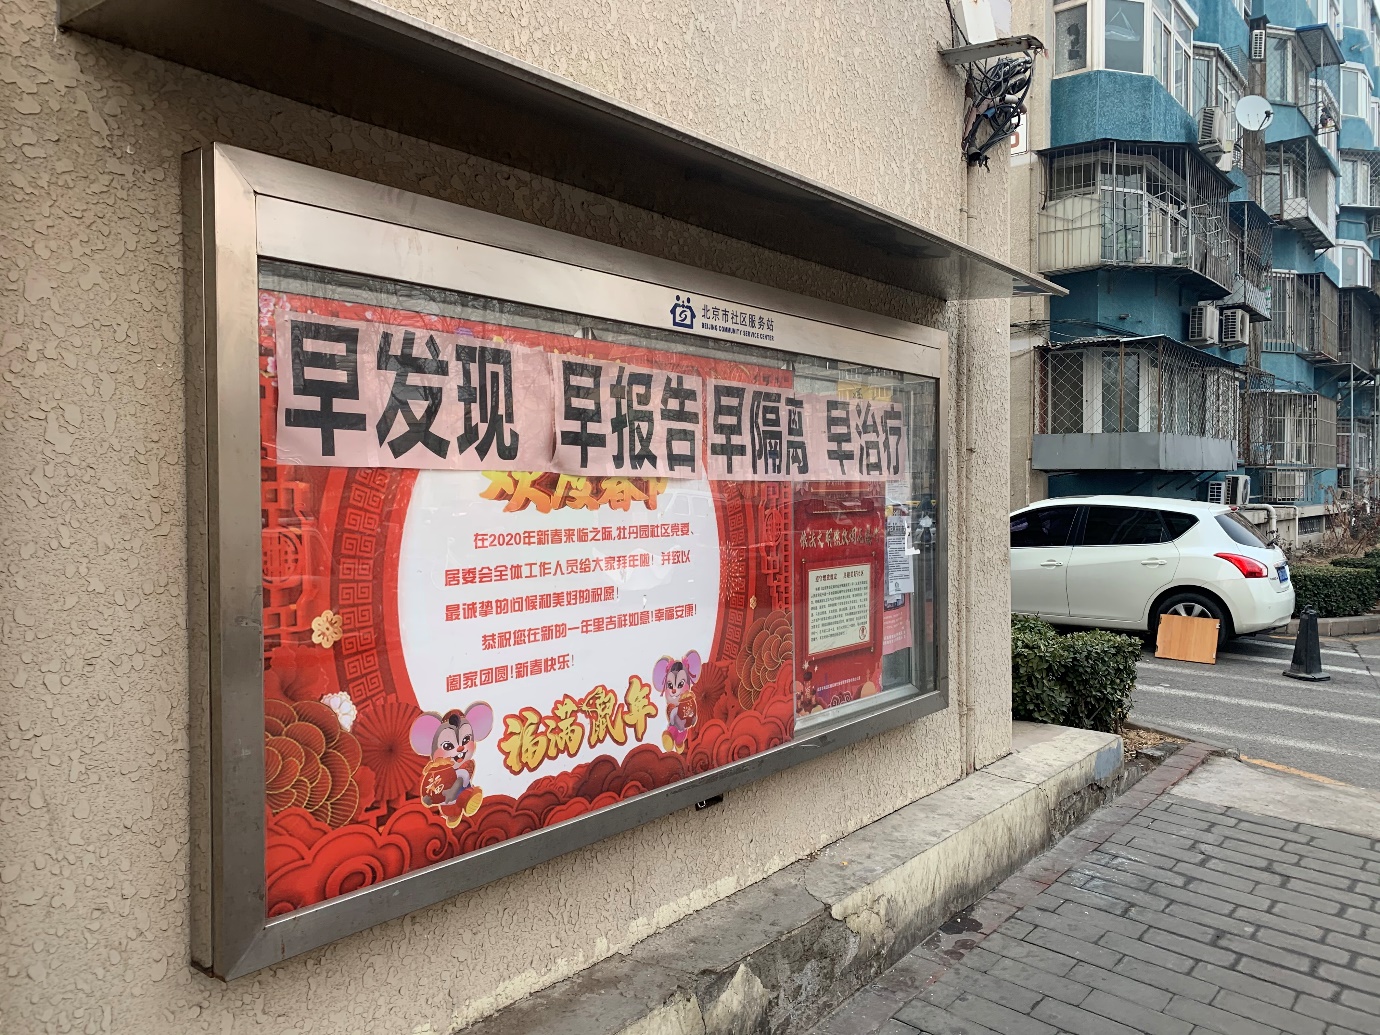 北京市社区服务站
BEIJING COMMUNITY SERVICE CENTER
早发现 早报告 早隔离 早治疗
欢度春节
在2020年新春来临之际,牡丹园社区党委、
居委会全体工作人员给大家拜年啦！并致以
最诚挚的问候和美好的祝愿！
恭祝您在新的一年里吉祥如意！幸福安康！
阖家团圆！新春快乐！
福满鼠年
福